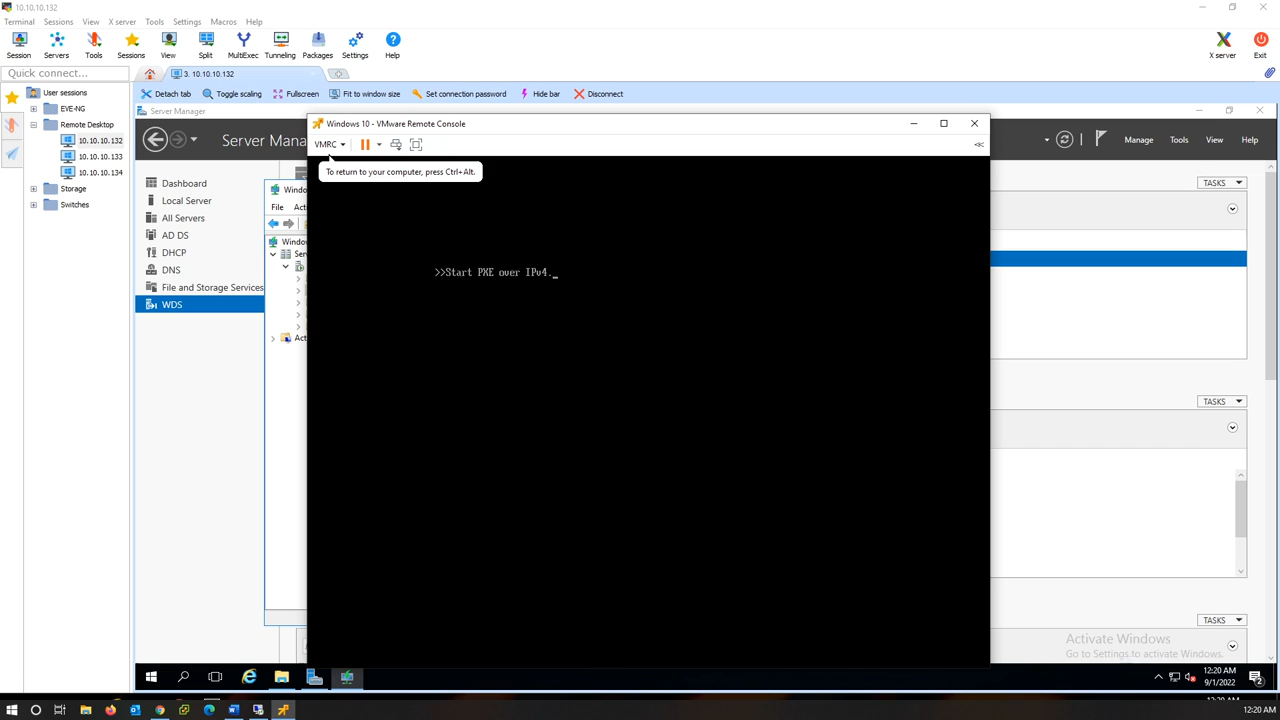 10.10.10.132
Terminal Sessions View X server Tools Settings Macros Help
Session Servers Tools Sessions View Split MultiExec Tunneling Packages Settings Help X server Exit
Quick connect...
3. 10.10.10.132
User sessions
EVE-NG
Remote Desktop
10.10.10.132
10.10.10.133
10.10.10.134
Storage
Switches
Detach tab Toggle scaling Fullscreen Fit to window size Set connection password Hide bar Disconnect
Server Manager
Server Mana
Manage Tools View Help
Dashboard
Local Server
All Servers
AD DS
DHCP
DNS
File and Storage Services
WDS
Windo
File Act
Windo
Serv
Act
Windows 10 - VMware Remote Console
VMRC
To return to your computer, press Ctrl+Alt.
>>Start PXE over IPv4._
TASKS
TASKS
TASKS
Activate Windows
Go to Settings to activate Windows.
12:20 AM
9/1/2022
2
12:20 AM